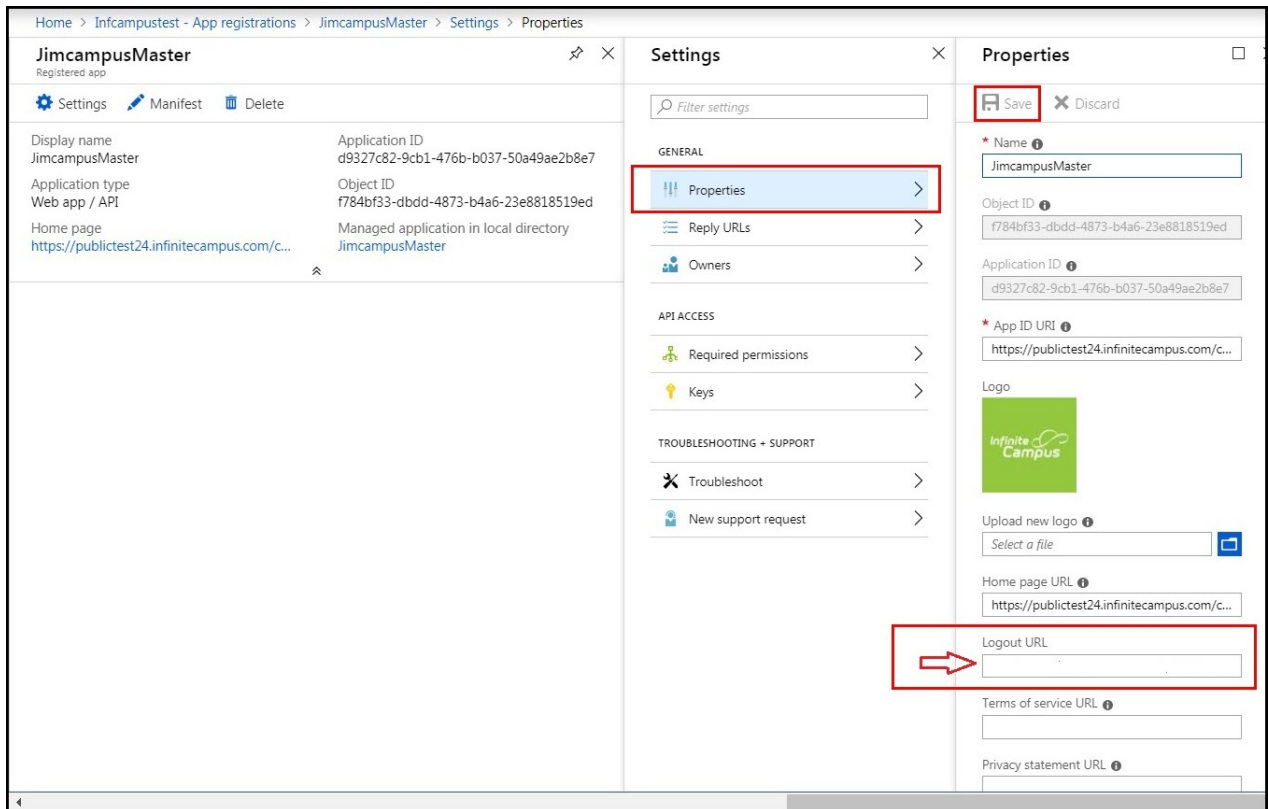 Home > Infcampustest - App registrations > JimcampusMaster > Settings > Properties
JimcampusMaster
Registered app
Settings Manifest Delete
Display name
JimcampusMaster
Application ID
d9327c82-9cb1-476b-b037-50a49ae2b8e7
Application type
Web app / API
Object ID
f784bf33-dbdd-4873-b4a6-23e8818519ed
Home page
https://publictest24.infinitecampus.com/c...
Managed application in local directory
JimcampusMaster
Settings
Filter settings
GENERAL
Properties
Reply URLs
Owners
API ACCESS
Required permissions
Keys
TROUBLESHOOTING + SUPPORT
Troubleshoot
New support request
Properties
Save Discard
* Name
JimcampusMaster
Object ID
f784bf33-dbdd-4873-b4a6-23e8818519ed
Application ID
d9327c82-9cb1-476b-b037-50a49ae2b8e7
* App ID URI
https://publictest24.infinitecampus.com/c...
Logo
Infinite
Campus
Upload new logo
Select a file
Home page URL
https://publictest24.infinitecampus.com/c...
Logout URL
Terms of service URL
Privacy statement URL